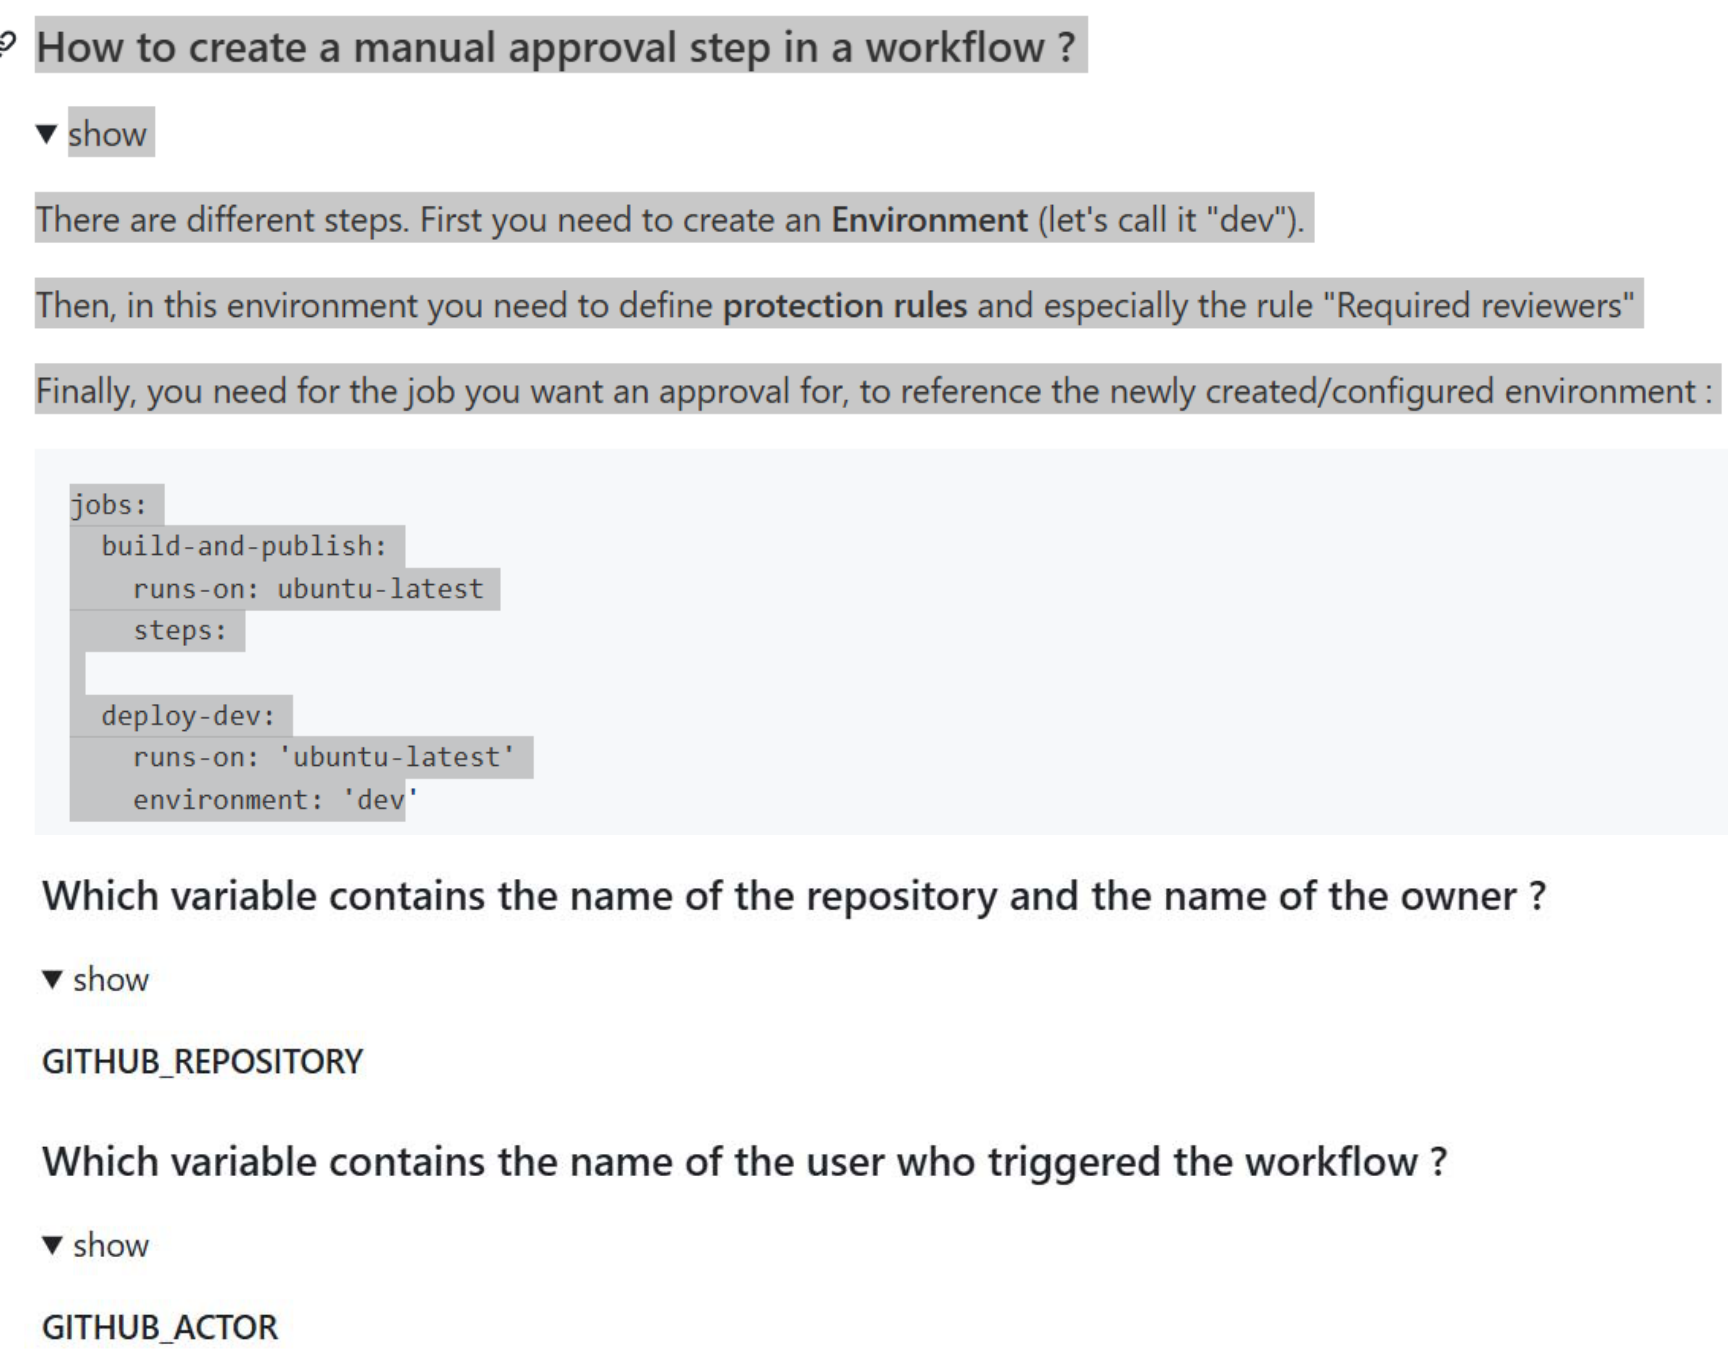 How to create a manual approval step in a workflow ?
▼ show
There are different steps. First you need to create an Environment (let's call it "dev").
Then, in this environment you need to define protection rules and especially the rule "Required reviewers"
Finally, you need for the job you want an approval for, to reference the newly created/configured environment :
jobs:
  build-and-publish:
    runs-on: ubuntu-latest
    steps:

  deploy-dev:
    runs-on: 'ubuntu-latest'
    environment: 'dev'
Which variable contains the name of the repository and the name of the owner ?
▼ show
GITHUB_REPOSITORY
Which variable contains the name of the user who triggered the workflow ?
▼ show
GITHUB_ACTOR